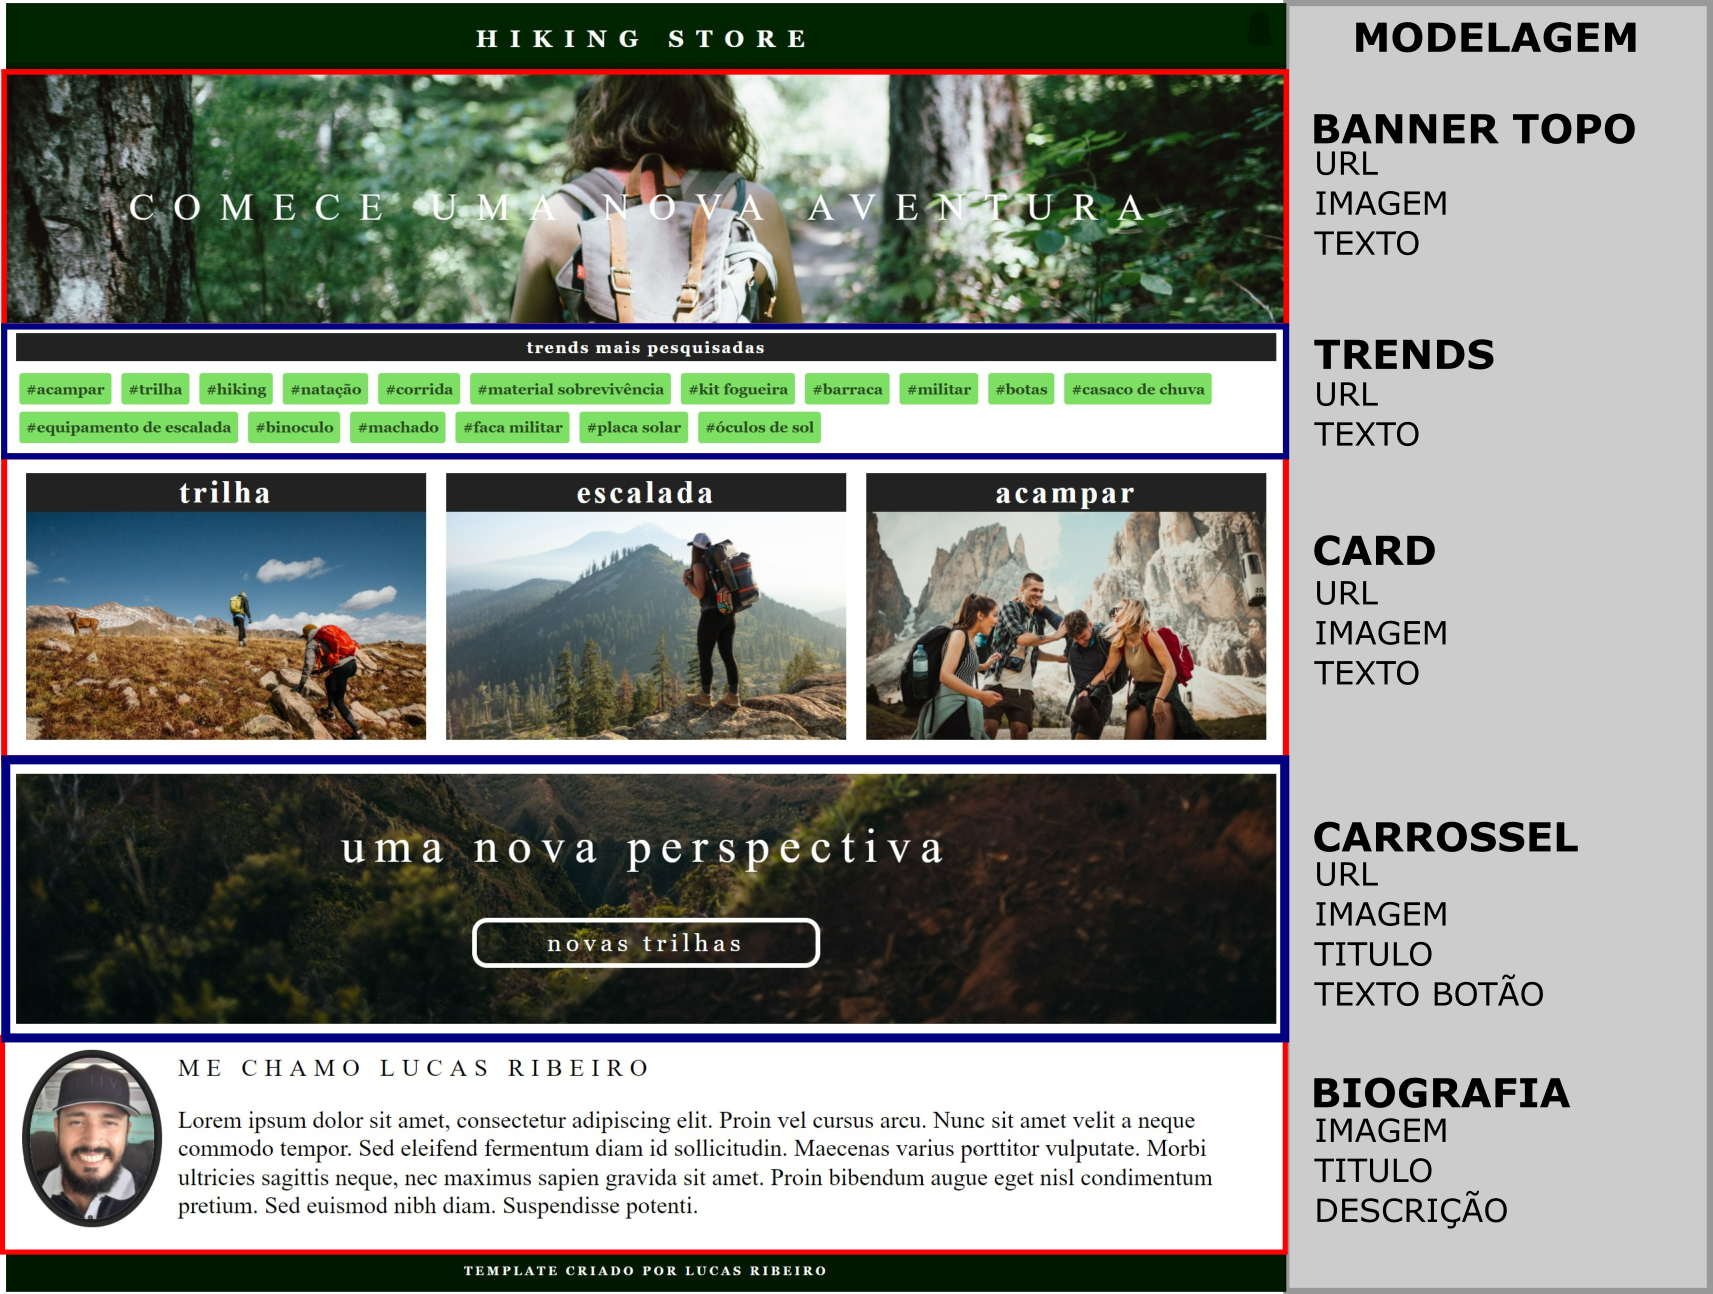 HIKING STORE
COMECE UMA NOVA AVENTURA
trends mais pesquisadas
#acampar #trilha #hiking #natação #corrida #material sobrevivência #kit fogueira #barraca #militar #botas #casaco de chuva
#equipamento de escalada #binoculo #machado #faca militar #placa solar #óculos de sol
trilha
escalada
acampar
uma nova perspectiva
novas trilhas
ME CHAMO LUCAS RIBEIRO
Lorem ipsum dolor sit amet, consectetur adipiscing elit. Proin vel cursus arcu. Nunc sit amet velit a neque
commodo tempor. Sed eleifend fermentum diam id sollicitudin. Maecenas varius porttitor vulputate. Morbi
ultricies sagittis neque, nec maximus sapien gravida sit amet. Proin bibendum augue eget nisl condimentum
pretium. Sed euismod nibh diam. Suspendisse potenti.
TEMPLATE CRIADO POR LUCAS RIBEIRO
MODELAGEM
BANNER TOPO
URL
IMAGEM
TEXTO
TRENDS
URL
TEXTO
CARD
URL
IMAGEM
TEXTO
CARROSSEL
URL
IMAGEM
TITULO
TEXTO BOTÃO
BIOGRAFIA
IMAGEM
TITULO
DESCRIÇÃO